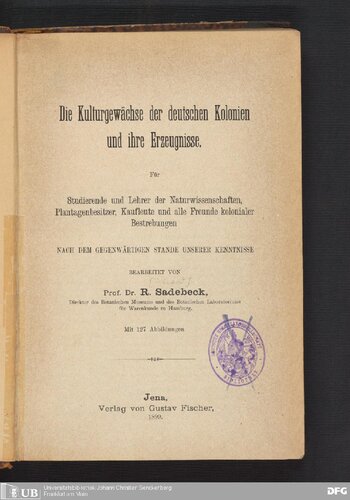 Die Kulturgewächse der deutschen Kolonien
und ihre Erzeugnisse.
Für
Studierende und Lehrer der Naturwissenschaften,
Plantagenbesitzer, Kaufleute und alle Freunde kolonialer
Bestrebungen
NACH DEM GEGENWÄRTIGEN STANDE UNSERER KENNTNISSE
BEARBEITET VON
Prof. Dr. R. Sadebeck,
Direktor des Botanischen Museums und des Botanischen Laboratoriums
für Warenkunde zu Hamburg.
Mit 127 Abbildungen.
Jena,
Verlag von Gustav Fischer,
1899.
UB
Universitätsbibliothek Johann Christian Senckenberg
Frankfurt am Main
DFG